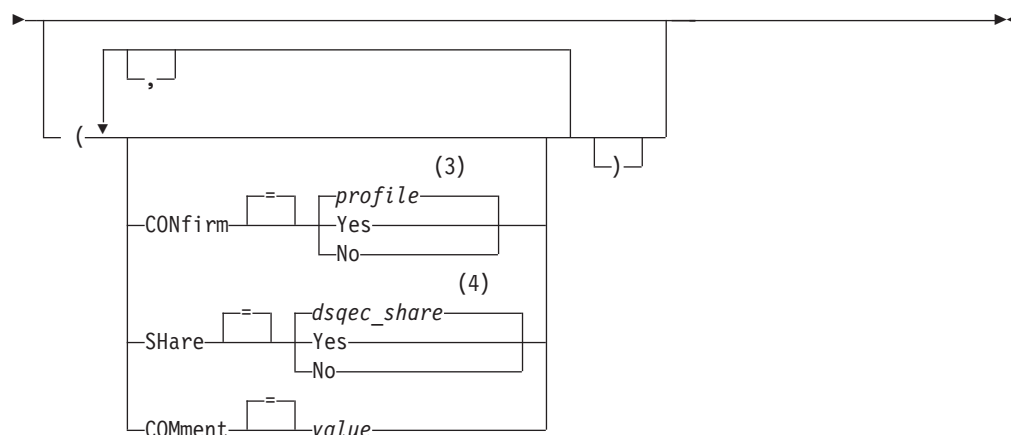 ,
(
)
(3)
profile
CONfirm = Yes
No
(4)
dsqec_share
SHare = Yes
No
COMment = value